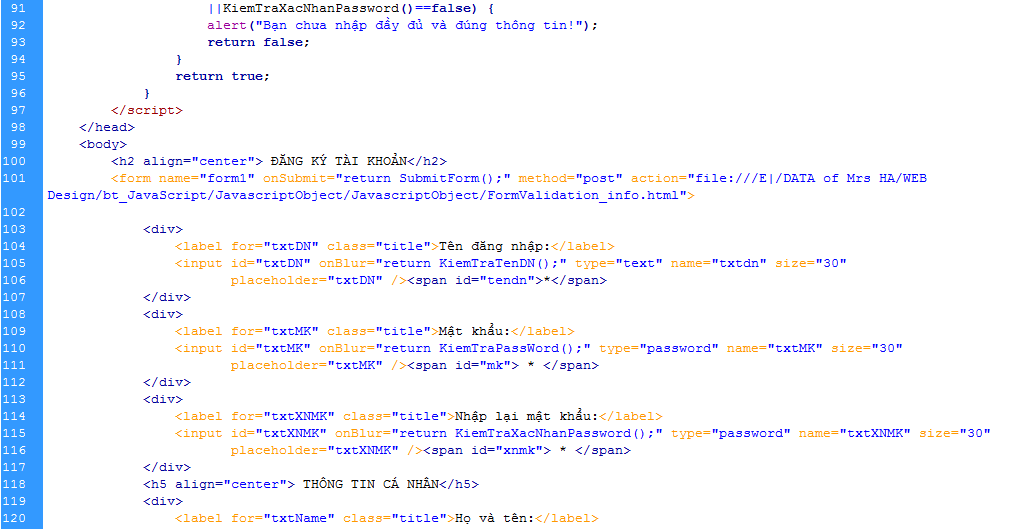 91 ||KiemTraXacNhanPassword()==false) {
92 alert("Bạn chưa nhập đầy đủ và đúng thông tin!");
93 return false;
94 }
95 return true;
96 }
97 </script>
98 </head>
99 <body>
100 <h2 align="center"> ĐĂNG KÝ TÀI KHOẢN</h2>
101 <form name="form1" onSubmit="return SubmitForm();" method="post" action="file:///E|/DATA of Mrs HA/WEB
Design/bt_JavaScript/JavascriptObject/JavascriptObject/FormValidation_info.html">
102
103 <div>
104 <label for="txtDN" class="title">Tên đăng nhập:</label>
105 <input id="txtDN" onBlur="return KiemTraTenDN();" type="text" name="txtdn" size="30"
106 placeholder="txtDN" /><span id="tendn">*</span>
107 </div>
108 <div>
109 <label for="txtMK" class="title">Mật khẩu:</label>
110 <input id="txtMK" onBlur="return KiemTraPassWord();" type="password" name="txtMK" size="30"
111 placeholder="txtMK" /><span id="mk"> * </span>
112 </div>
113 <div>
114 <label for="txtXNMK" class="title">Nhập lại mật khẩu:</label>
115 <input id="txtXNMK" onBlur="return KiemTraXacNhanPassword();" type="password" name="txtXNMK" size="30"
116 placeholder="txtXNMK" /><span id="xnmk"> * </span>
117 </div>
118 <h5 align="center"> THÔNG TIN CÁ NHÂN</h5>
119 <div>
120 <label for="txtName" class="title">Họ và tên:</label>